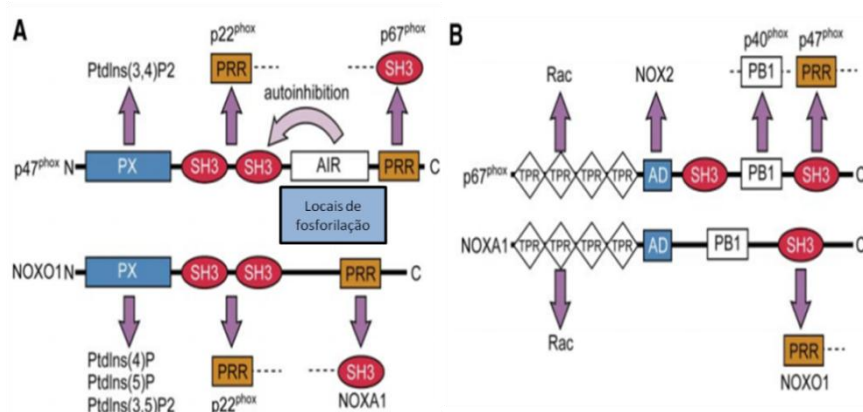 A
p22phox
p67phox
PtdIns(3,4)P2
PRR
SH3
autoinhibition
p47phox N PX SH3 SH3 AIR PRR C
Locais de
fosforilação
NOXO1N PX SH3 SH3 PRR C
PtdIns(4)P
PtdIns(5)P
PtdIns(3,5)P2
PRR
p22phox
SH3
NOXA1
B
p40phox p47phox
Rac NOX2 PB1 PRR
p67phox TPR TPR TPR TPR AD SH3 PB1 SH3 C
NOXA1 TPR TPR TPR TPR AD PB1 SH3 C
Rac
PRR
NOXO1